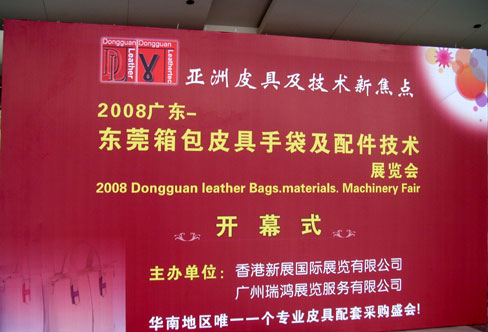 Dongguan Dongguan
Leather Leathertec
亚洲皮具及技术新焦点
2008广东-
东莞箱包皮具手袋及配件技术
展览会
2008 Dongguan leather Bags.materials. Machinery Fair
开幕式
主办单位：香港新展国际展览有限公司
广州瑞鸿展览服务有限公司
华南地区唯一一个专业皮具配套采购盛会!